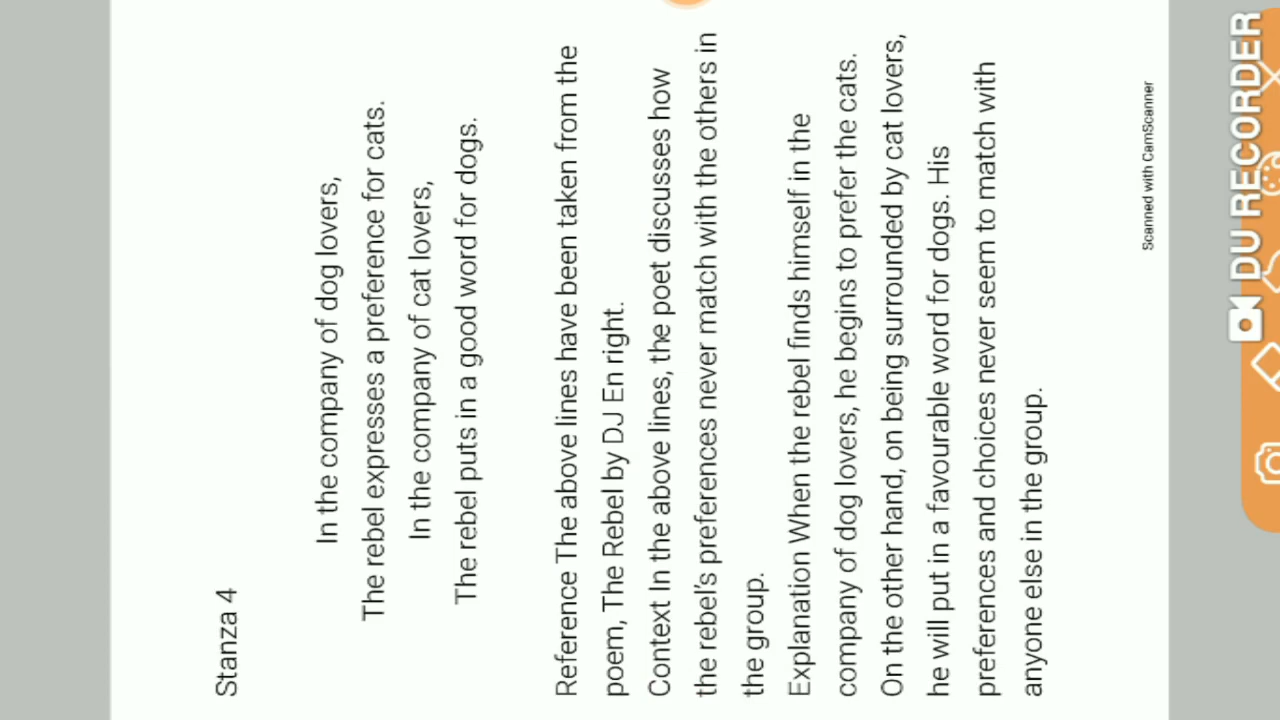 Stanza 4
In the company of dog lovers,
The rebel expresses a preference for cats.
In the company of cat lovers,
The rebel puts in a good word for dogs.
Reference The above lines have been taken from the
poem, The Rebel by DJ En right.
Context In the above lines, the poet discusses how
the rebel's preferences never match with the others in
the group.
Explanation When the rebel finds himself in the
company of dog lovers, he begins to prefer the cats.
On the other hand, on being surrounded by cat lovers,
he will put in a favourable word for dogs. His
preferences and choices never seem to match with
anyone else in the group.
Scanned with CamScanner
DU RECORDER